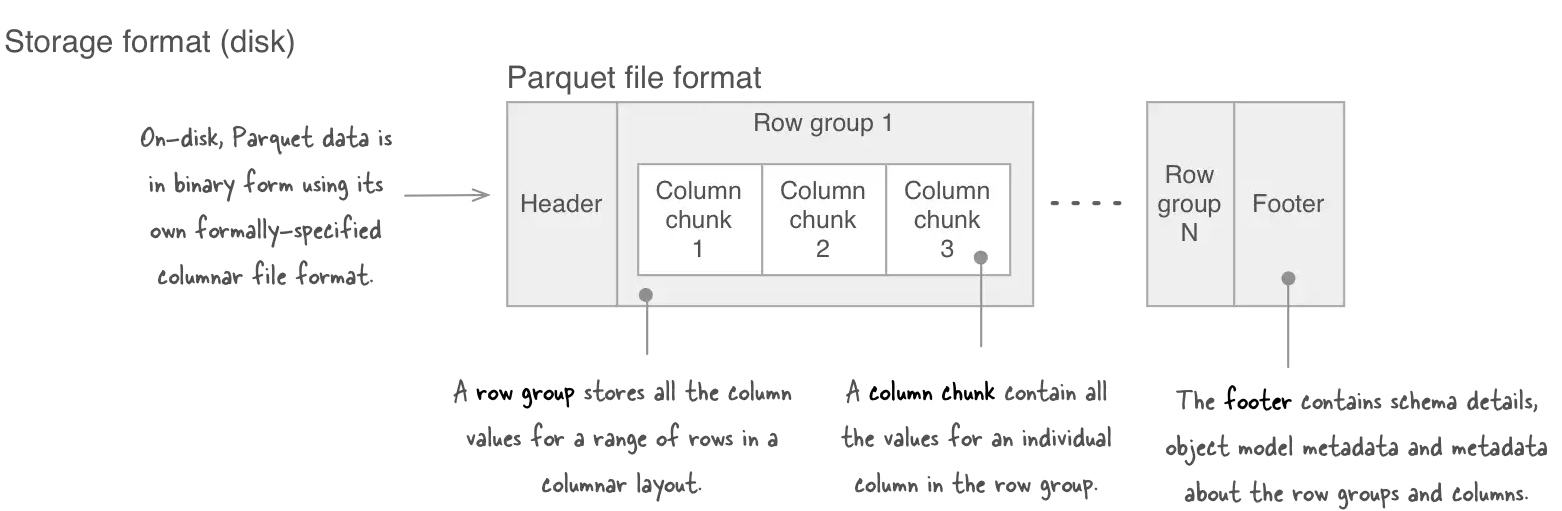 Storage format (disk)
Parquet file format
On-disk, Parquet data is
in binary form using its
own formally-specified
columnar file format.
Header
Row group 1
Column
chunk
1
Column
chunk
2
Column
chunk
3
Row
group
N
Footer
A row group stores all the column
values for a range of rows in a
columnar layout.
A column chunk contain all
the values for an individual
column in the row group.
The footer contains schema details,
object model metadata and metadata
about the row groups and columns.